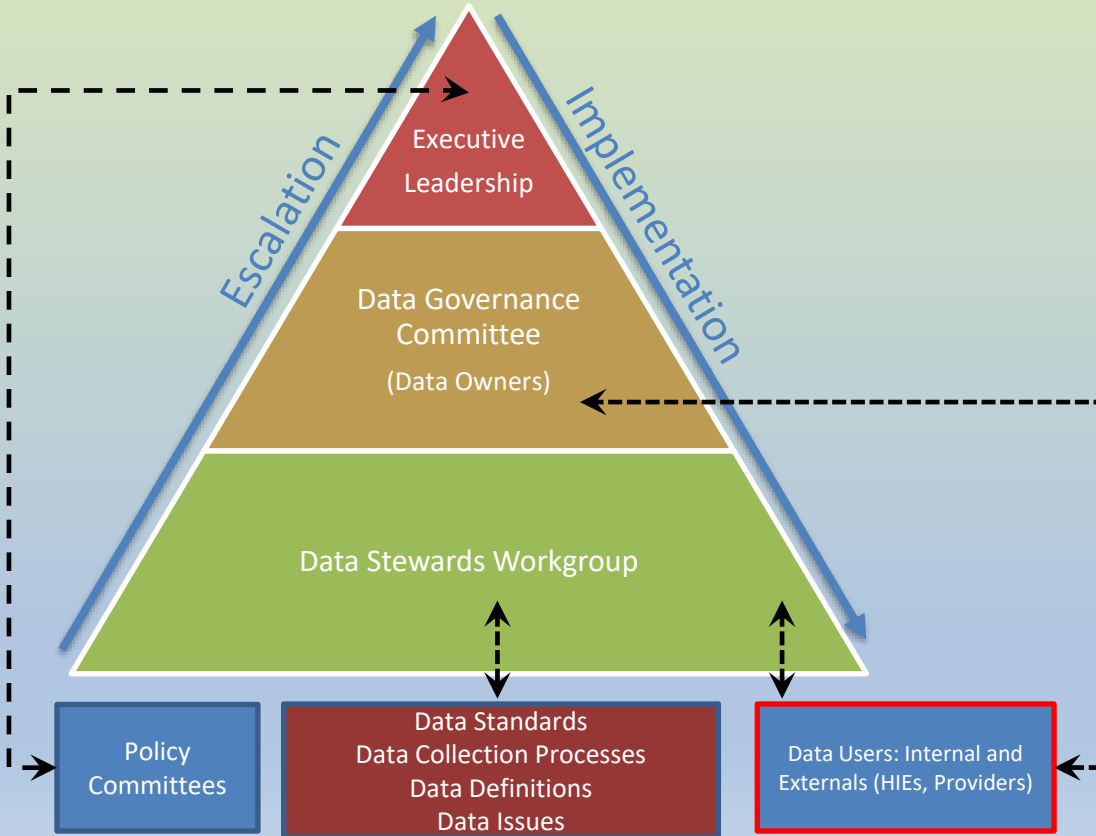 Escalation
Implementation
Executive
Leadership
Data Governance
Committee
(Data Owners)
Data Stewards Workgroup
Policy
Committees
Data Standards
Data Collection Processes
Data Definitions
Data Issues
Data Users: Internal and
Externals (HIEs, Providers)